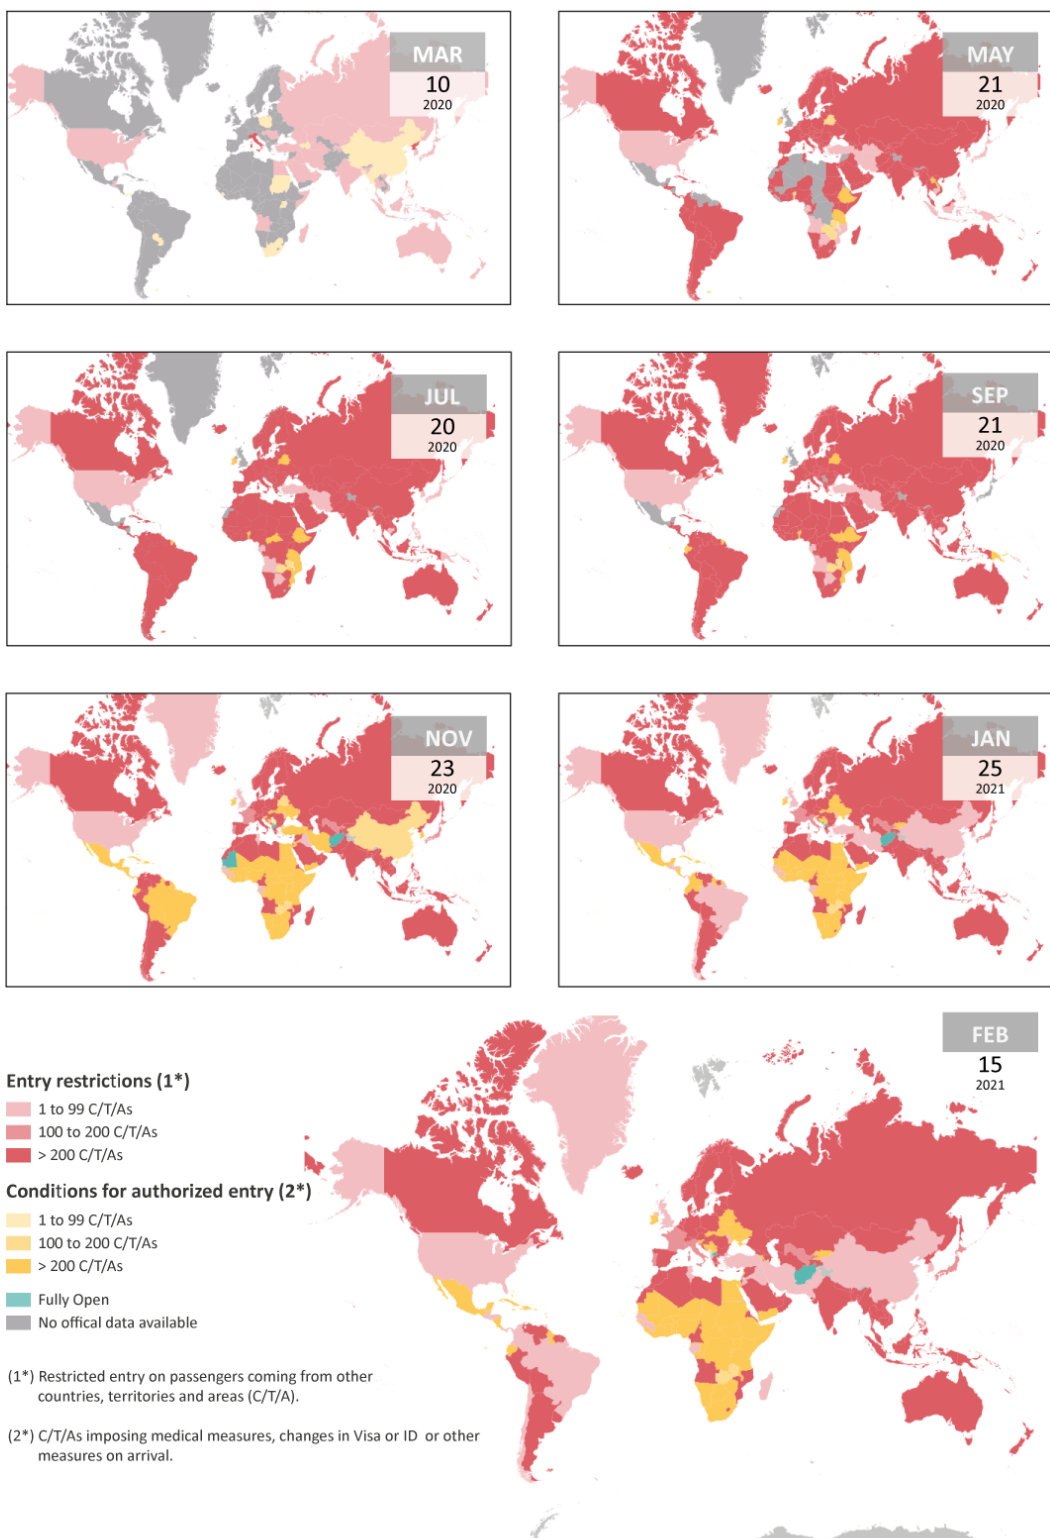 MAR
10
2020
MAY
21
2020
JUL
20
2020
SEP
21
2020
NOV
23
2020
JAN
25
2021
FEB
15
2021
Entry restrictions (1*)
1 to 99 C/T/As
100 to 200 C/T/As
> 200 C/T/As
Conditions for authorized entry (2*)
1 to 99 C/T/As
100 to 200 C/T/As
> 200 C/T/As
Fully Open
No offical data available
(1*) Restricted entry on passengers coming from other
countries, territories and areas (C/T/A).
(2*) C/T/As imposing medical measures, changes in Visa or ID or other
measures on arrival.